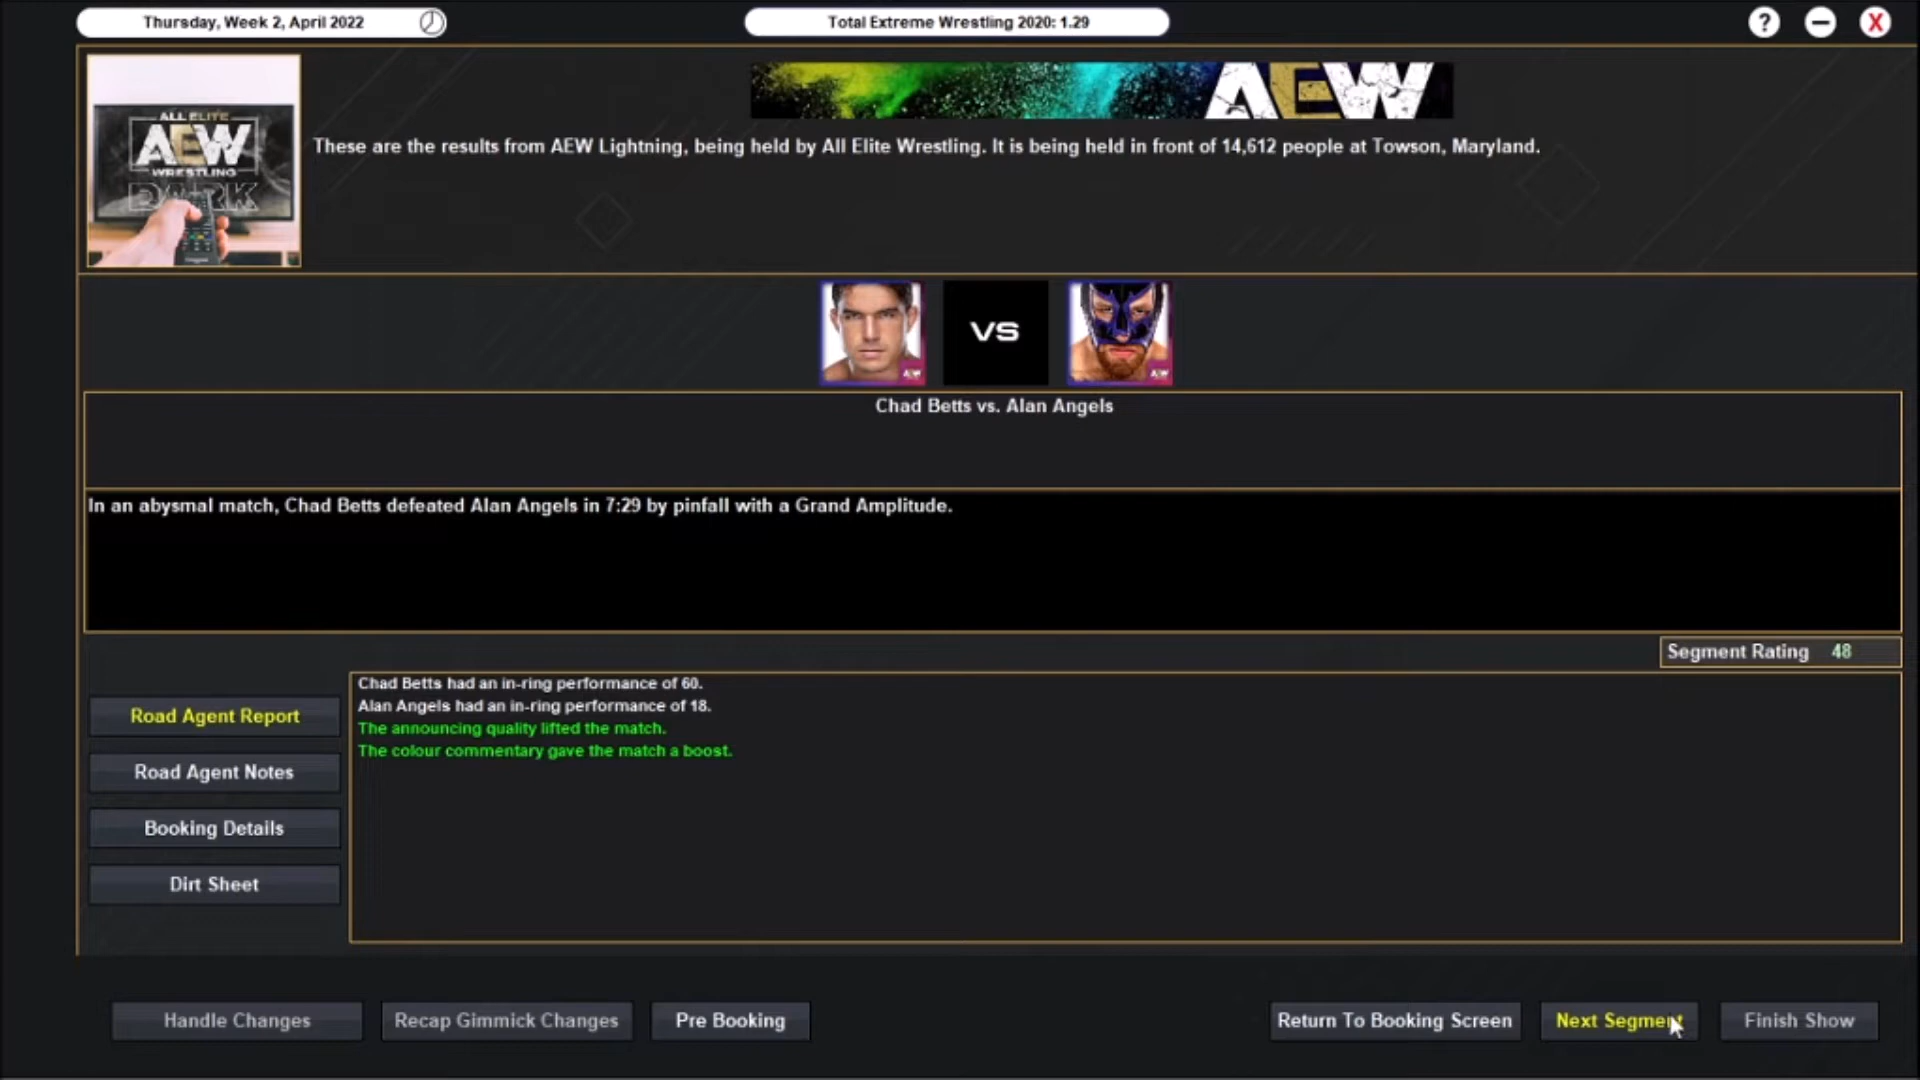 Thursday, Week 2, April 2022
Total Extreme Wrestling 2020: 1.29
?
X
AEW
ALL ELITE
AEW
WRESTLING
DARK
These are the results from AEW Lightning, being held by All Elite Wrestling. It is being held in front of 14,612 people at Towson, Maryland.
VS
AEW
AEW
Chad Betts vs. Alan Angels
In an abysmal match, Chad Betts defeated Alan Angels in 7:29 by pinfall with a Grand Amplitude.
Segment Rating 48
Road Agent Report
Road Agent Notes
Booking Details
Dirt Sheet
Chad Betts had an in-ring performance of 60.
Alan Angels had an in-ring performance of 18.
The announcing quality lifted the match.
The colour commentary gave the match a boost.
Handle Changes
Recap Gimmick Changes
Pre Booking
Return To Booking Screen
Next Segment
Finish Show